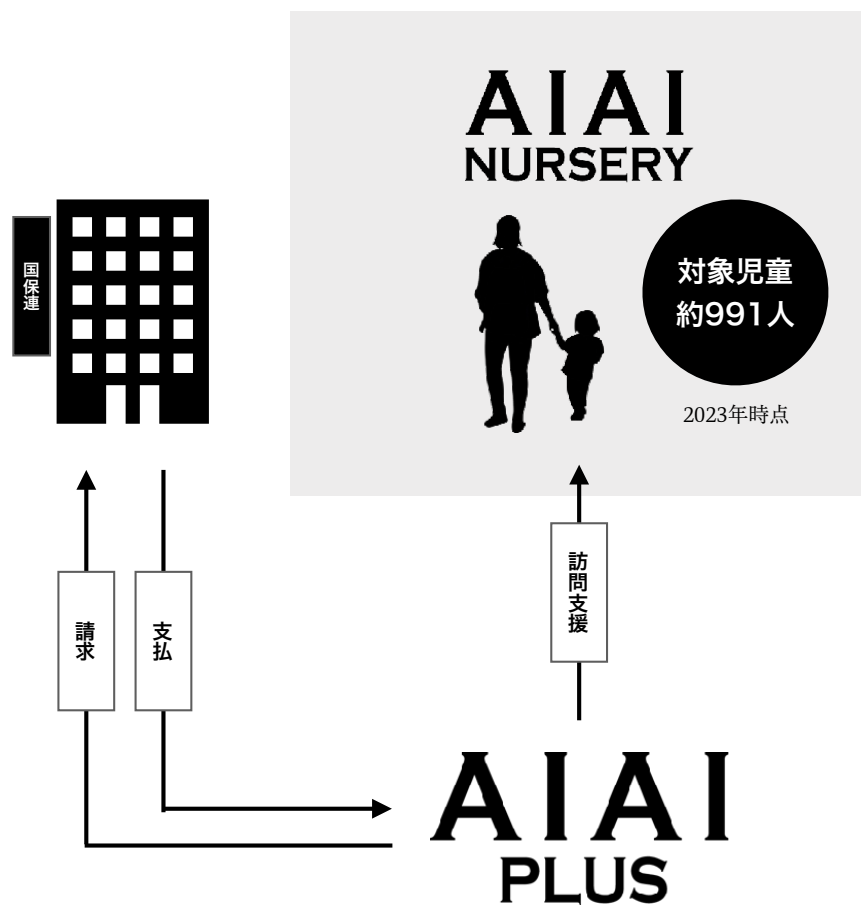 AIAI
NURSERY
国保連
対象児童
約991人
2023年時点
訪問支援
請求
支払
AIAI
PLUS